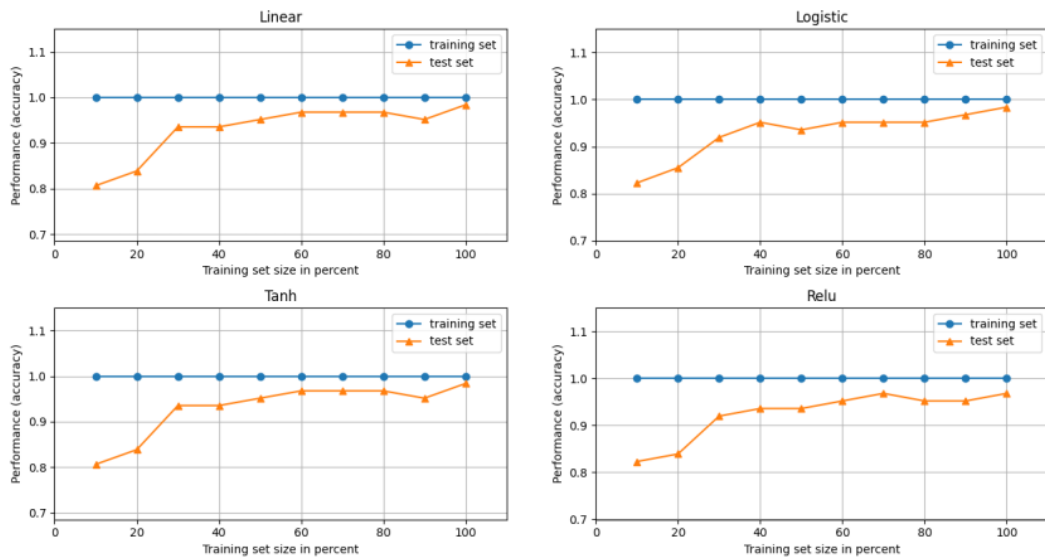 Linear
Performance (accuracy)
1.1
1.0
0.9
0.8
0.7
training set
test set
0
20
40
60
80
100
Training set size in percent
Logistic
Performance (accuracy)
1.1
1.0
0.9
0.8
0.7
training set
test set
0
20
40
60
80
100
Training set size in percent
Tanh
Performance (accuracy)
1.1
1.0
0.9
0.8
0.7
training set
test set
0
20
40
60
80
100
Training set size in percent
Relu
Performance (accuracy)
1.1
1.0
0.9
0.8
0.7
training set
test set
0
20
40
60
80
100
Training set size in percent